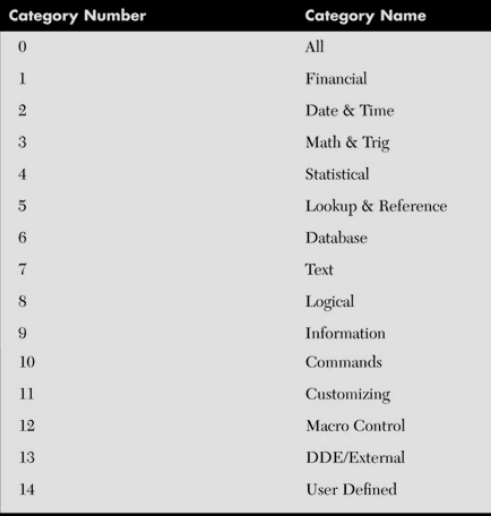 Category Number Category Name
0 All
1 Financial
2 Date & Time
3 Math & Trig
4 Statistical
5 Lookup & Reference
6 Database
7 Text
8 Logical
9 Information
10 Commands
11 Customizing
12 Macro Control
13 DDE/External
14 User Defined